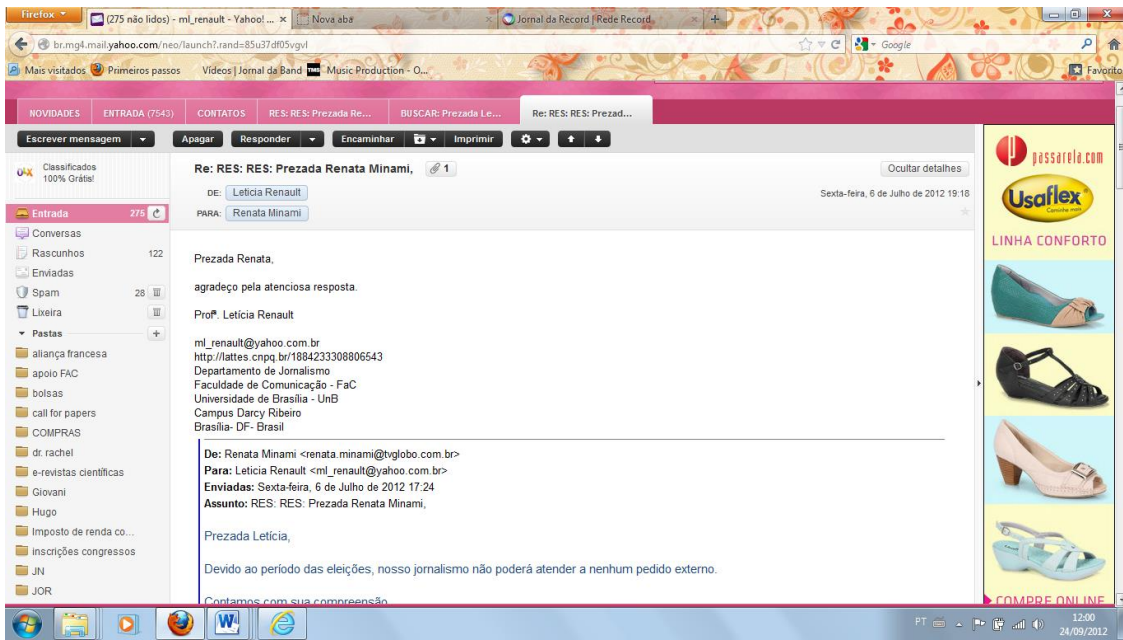 Firefox
(275 não lidos) - ml_renault - Yahoo! ...
Nova aba
Jornal da Record | Rede Record
br.mg4.mail.yahoo.com/neo/launch?.rand=85u37df05vgvl
Google
Mais visitados Primeiros passos Vídeos | Jornal da Band Music Production - O...
Favorito
NOVIDADES ENTRADA (7543) CONTATOS RES: RES: Prezada Re... BUSCAR: Prezada Le... Re: RES: RES: Prezad...
Escrever mensagem Apagar Responder Encaminhar Imprimir
OLX Classificados
100% Grátis!
Entrada 275
Conversas
Rascunhos 122
Enviadas
Spam 28
Lixeira
Pastas
aliança francesa
apoio FAC
bolsas
call for papers
COMPRAS
dr. rachel
e-revistas científicas
Giovani
Hugo
Imposto de renda co...
inscrições congressos
JN
JOR
Re: RES: RES: Prezada Renata Minami, 1
Ocultar detalhes
DE: Leticia Renault
Sexta-feira, 6 de Julho de 2012 19:18
PARA: Renata Minami
Prezada Renata,
agradeço pela atenciosa resposta.
Profª. Letícia Renault
ml_renault@yahoo.com.br
http://lattes.cnpq.br/1884233308806543
Departamento de Jornalismo
Faculdade de Comunicação - FaC
Universidade de Brasília - UnB
Campus Darcy Ribeiro
Brasília- DF- Brasil
De: Renata Minami <renata.minami@tvglobo.com.br>
Para: Leticia Renault <ml_renault@yahoo.com.br>
Enviadas: Sexta-feira, 6 de Julho de 2012 17:24
Assunto: RES: RES: Prezada Renata Minami,
Prezada Letícia,
Devido ao período das eleições, nosso jornalismo não poderá atender a nenhum pedido externo.
Contamos com sua compreensão
passarela.com
Usaflex
Caminhe mais
LINHA CONFORTO
COMPRE ONLINE
PT
12:00
24/09/2012